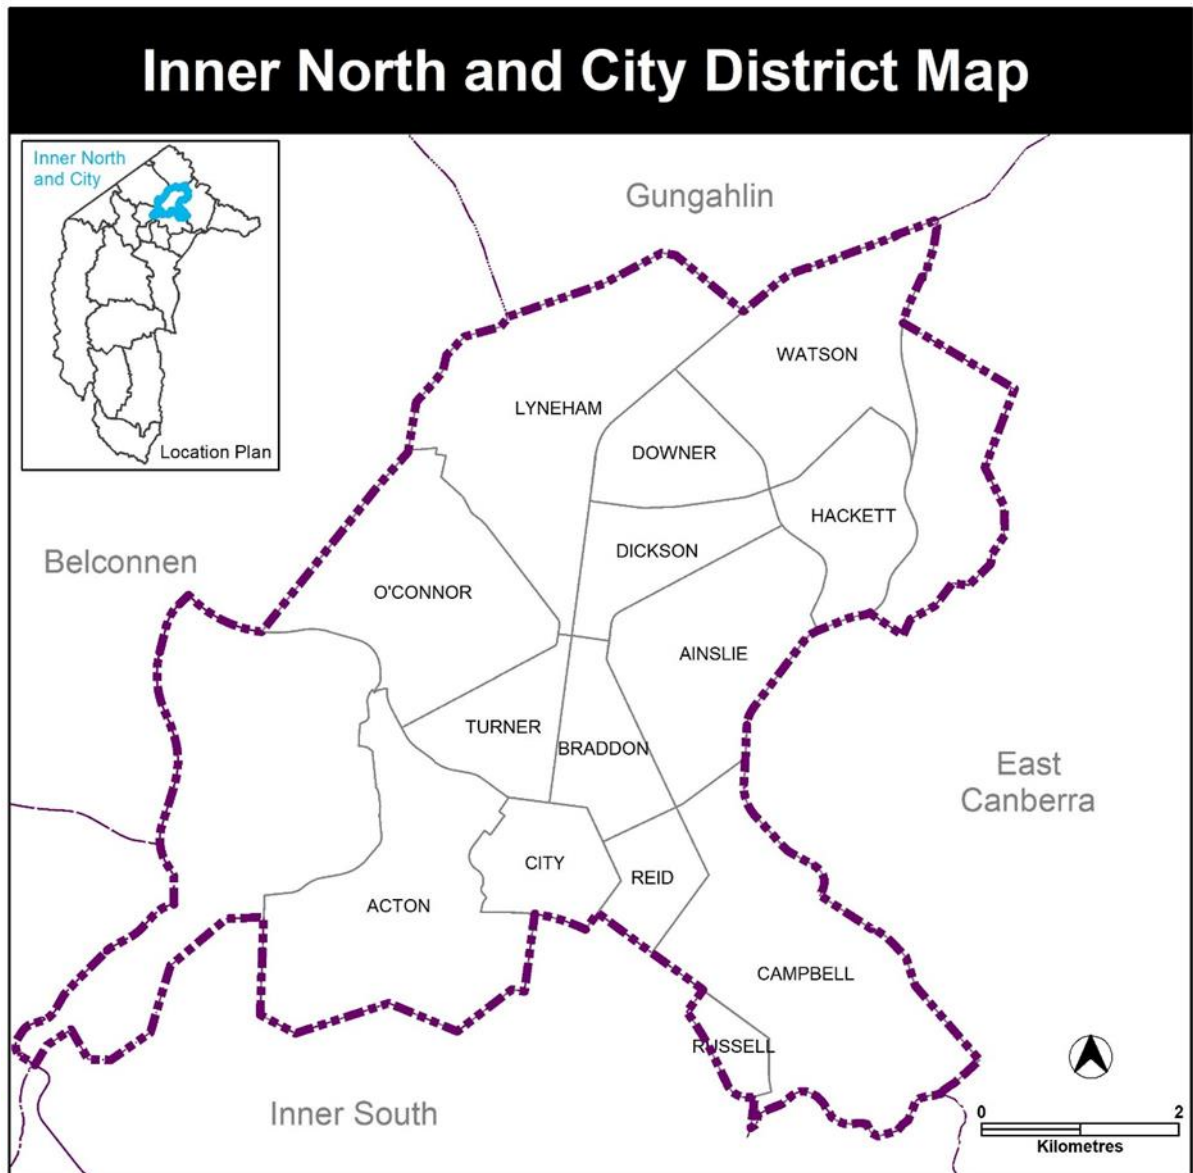 Inner North and City District Map
Inner North
and City
Location Plan
Gungahlin
WATSON
LYNEHAM
DOWNER
HACKETT
DICKSON
Belconnen
O'CONNOR
AINSLIE
TURNER
BRADDON
East
Canberra
CITY
REID
ACTON
CAMPBELL
RUSSELL
Inner South
0 2
Kilometres